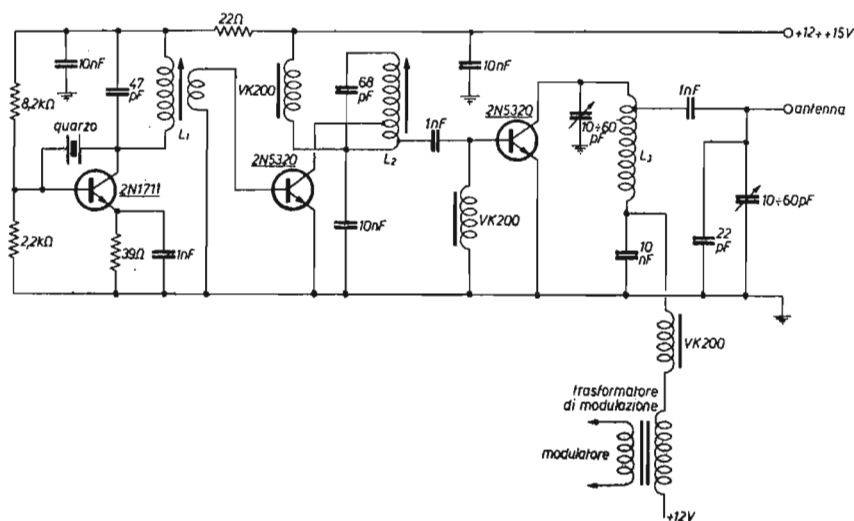 22Ω
+12÷+15V
10nF
47
pF
8,2kΩ
L1
VK200
68
pF
10nF
1nF
2N5320
10÷60
pF
1nF
antenna
quarzo
2N5320
L2
1nF
L3
2N1711
2,2kΩ
39Ω
10nF
VK200
10
nF
22
pF
10÷60pF
VK200
trasformatore
di modulazione
modulatore
+12V